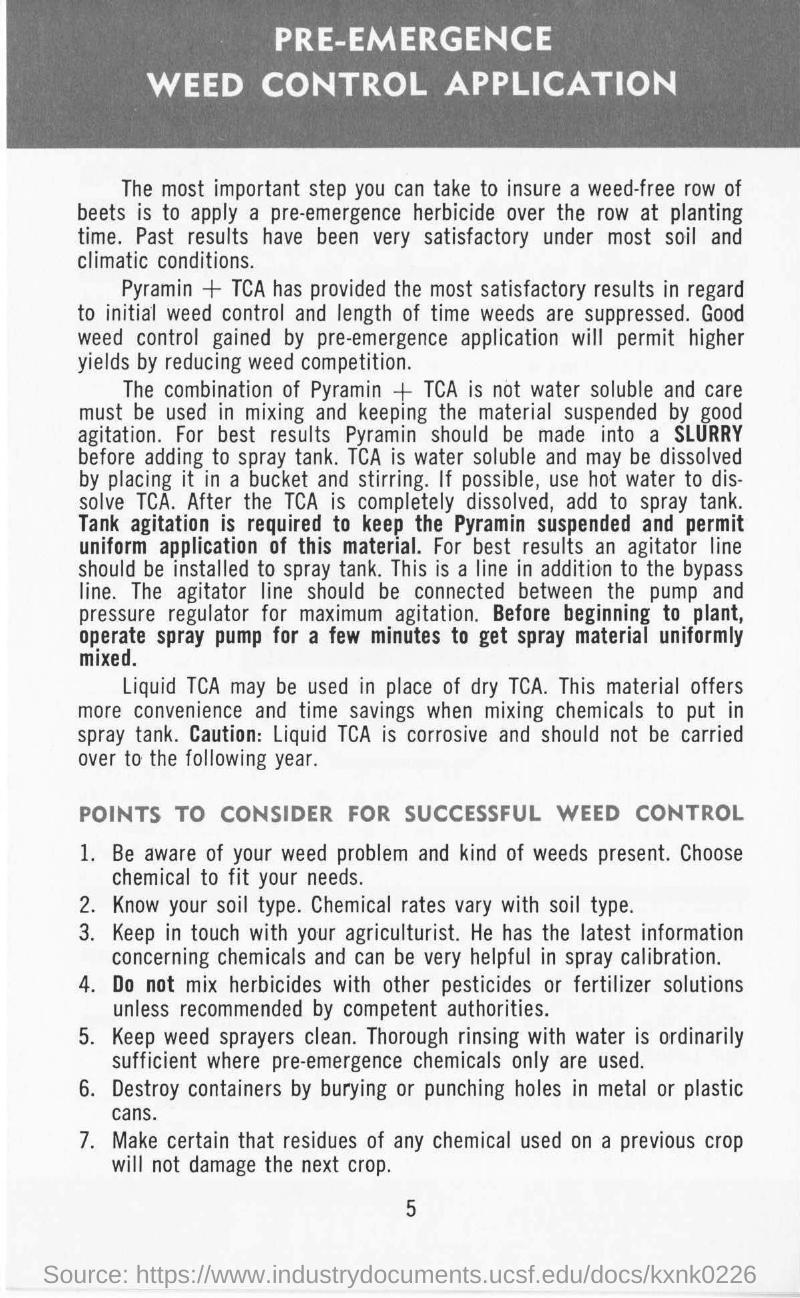 PRE-EMERGENCE
WEED CONTROL APPLICATION
The most important step you can take to insure a weed-free row of
beets is to apply a pre-emergence herbicide over the row at planting
time. Past results have been very satisfactory under most soil and
climatic conditions.
Pyramin + TCA has provided the most satisfactory results in regard
to initial weed control and length of time weeds are suppressed. Good
weed control gained by pre-emergence application will permit higher
yields by reducing weed competition.
The combination of Pyramin + TCA is not water soluble and care
must be used in mixing and keeping the material suspended by good
agitation. For best results Pyramin should be made into a SLURRY
before adding to spray tank. TCA is water soluble and may be dissolved
by placing it in a bucket and stirring. If possible, use hot water to dis-
solve TCA. After the TCA is completely dissolved, add to spray tank.
Tank agitation is required to keep the Pyramin suspended and permit
uniform application of this material. For best results an agitator line
should be installed to spray tank. This is a line in addition to the bypass
line. The agitator line should be connected between the pump and
pressure regulator for maximum agitation. Before beginning to plant,
operate spray pump for a few minutes to get spray material uniformly
mixed.
Liquid TCA may be used in place of dry TCA. This material offers
more convenience and time savings when mixing chemicals to put in
spray tank. Caution: Liquid TCA is corrosive and should not be carried
over to the following year.
POINTS TO CONSIDER FOR SUCCESSFUL WEED CONTROL
1. Be aware of your weed problem and kind of weeds present. Choose
chemical to fit your needs.
2. Know your soil type. Chemical rates vary with soil type.
3. Keep in touch with your agriculturist. He has the latest information
concerning chemicals and can be very helpful in spray calibration.
4. Do not mix herbicides with other pesticides or fertilizer solutions
unless recommended by competent authorities.
5. Keep weed sprayers clean. Thorough rinsing with water is ordinarily
sufficient where pre-emergence chemicals only are used.
6. Destroy containers by burying or punching holes in metal or plastic
cans.
7. Make certain that residues of any chemical used on a previous crop
will not damage the next crop.
5
Source: https://www.industrydocuments.ucsf.edu/docs/kxnk0226